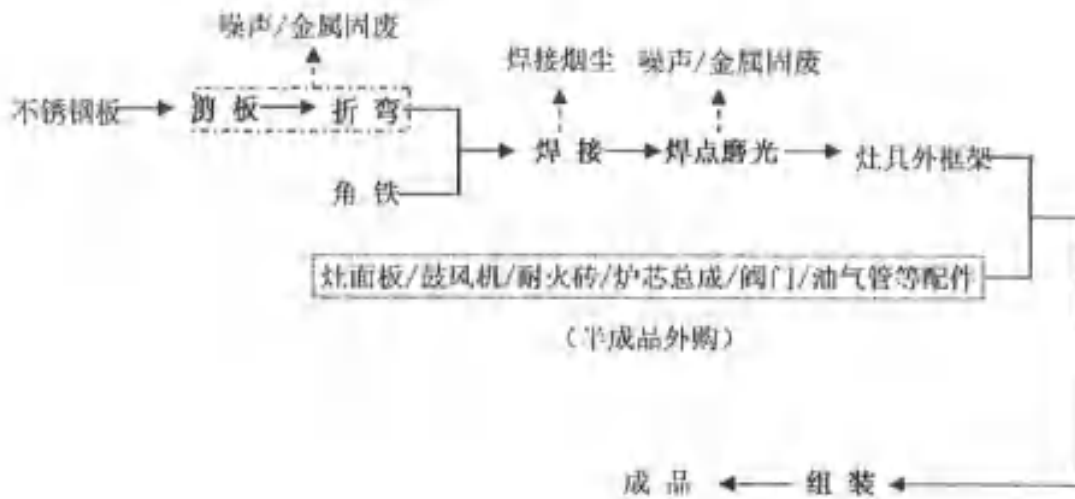 噪声/金属固废
焊接烟尘 噪声/金属固废
不锈钢板 剪板 折弯
焊接 焊点磨光 灶具外框架
角铁
灶面板/鼓风机/耐火砖/炉芯总成/阀门/油气管等配件
（半成品外购）
成品 组装